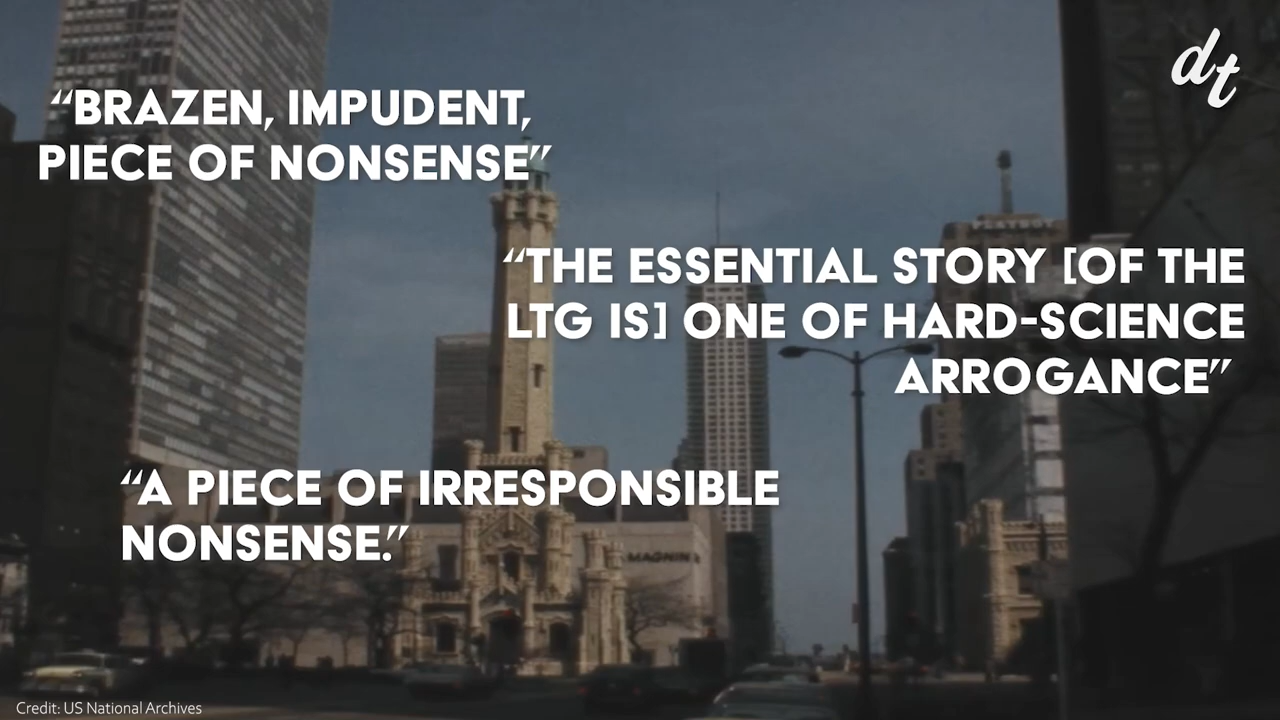 dt
“BRAZEN, IMPUDENT,
PIECE OF NONSENSE”
PLAYBOY
“THE ESSENTIAL STORY [OF THE
LTG IS] ONE OF HARD-SCIENCE
ARROGANCE”
“A PIECE OF IRRESPONSIBLE
NONSENSE.”
I. MAGNIN
Credit: US National Archives